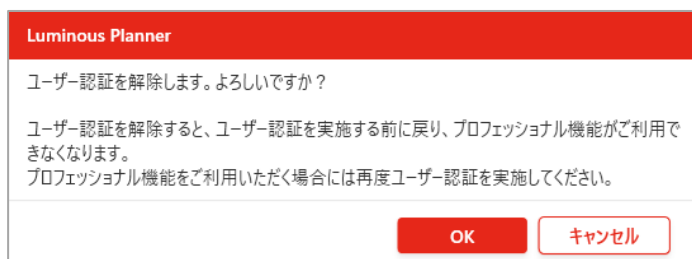 Luminous Planner
ユーザー認証を解除します。よろしいですか？
ユーザー認証を解除すると、ユーザー認証を実施する前に戻り、プロフェッショナル機能がご利用で
きなくなります。
プロフェッショナル機能をご利用いただく場合には再度ユーザー認証を実施してください。
OK キャンセル